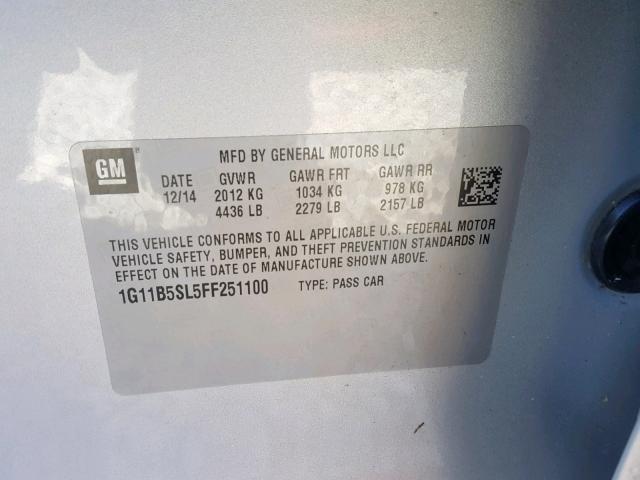 GM
MFD BY GENERAL MOTORS LLC
DATE GVWR GAWR FRT GAWR RR
12/14 2012 KG 1034 KG 978 KG
4436 LB 2279 LB 2157 LB
THIS VEHICLE CONFORMS TO ALL APPLICABLE U.S. FEDERAL MOTOR
VEHICLE SAFETY, BUMPER, AND THEFT PREVENTION STANDARDS IN
EFFECT ON THE DATE OF MANUFACTURE SHOWN ABOVE.
1G11B5SL5FF251100 TYPE: PASS CAR